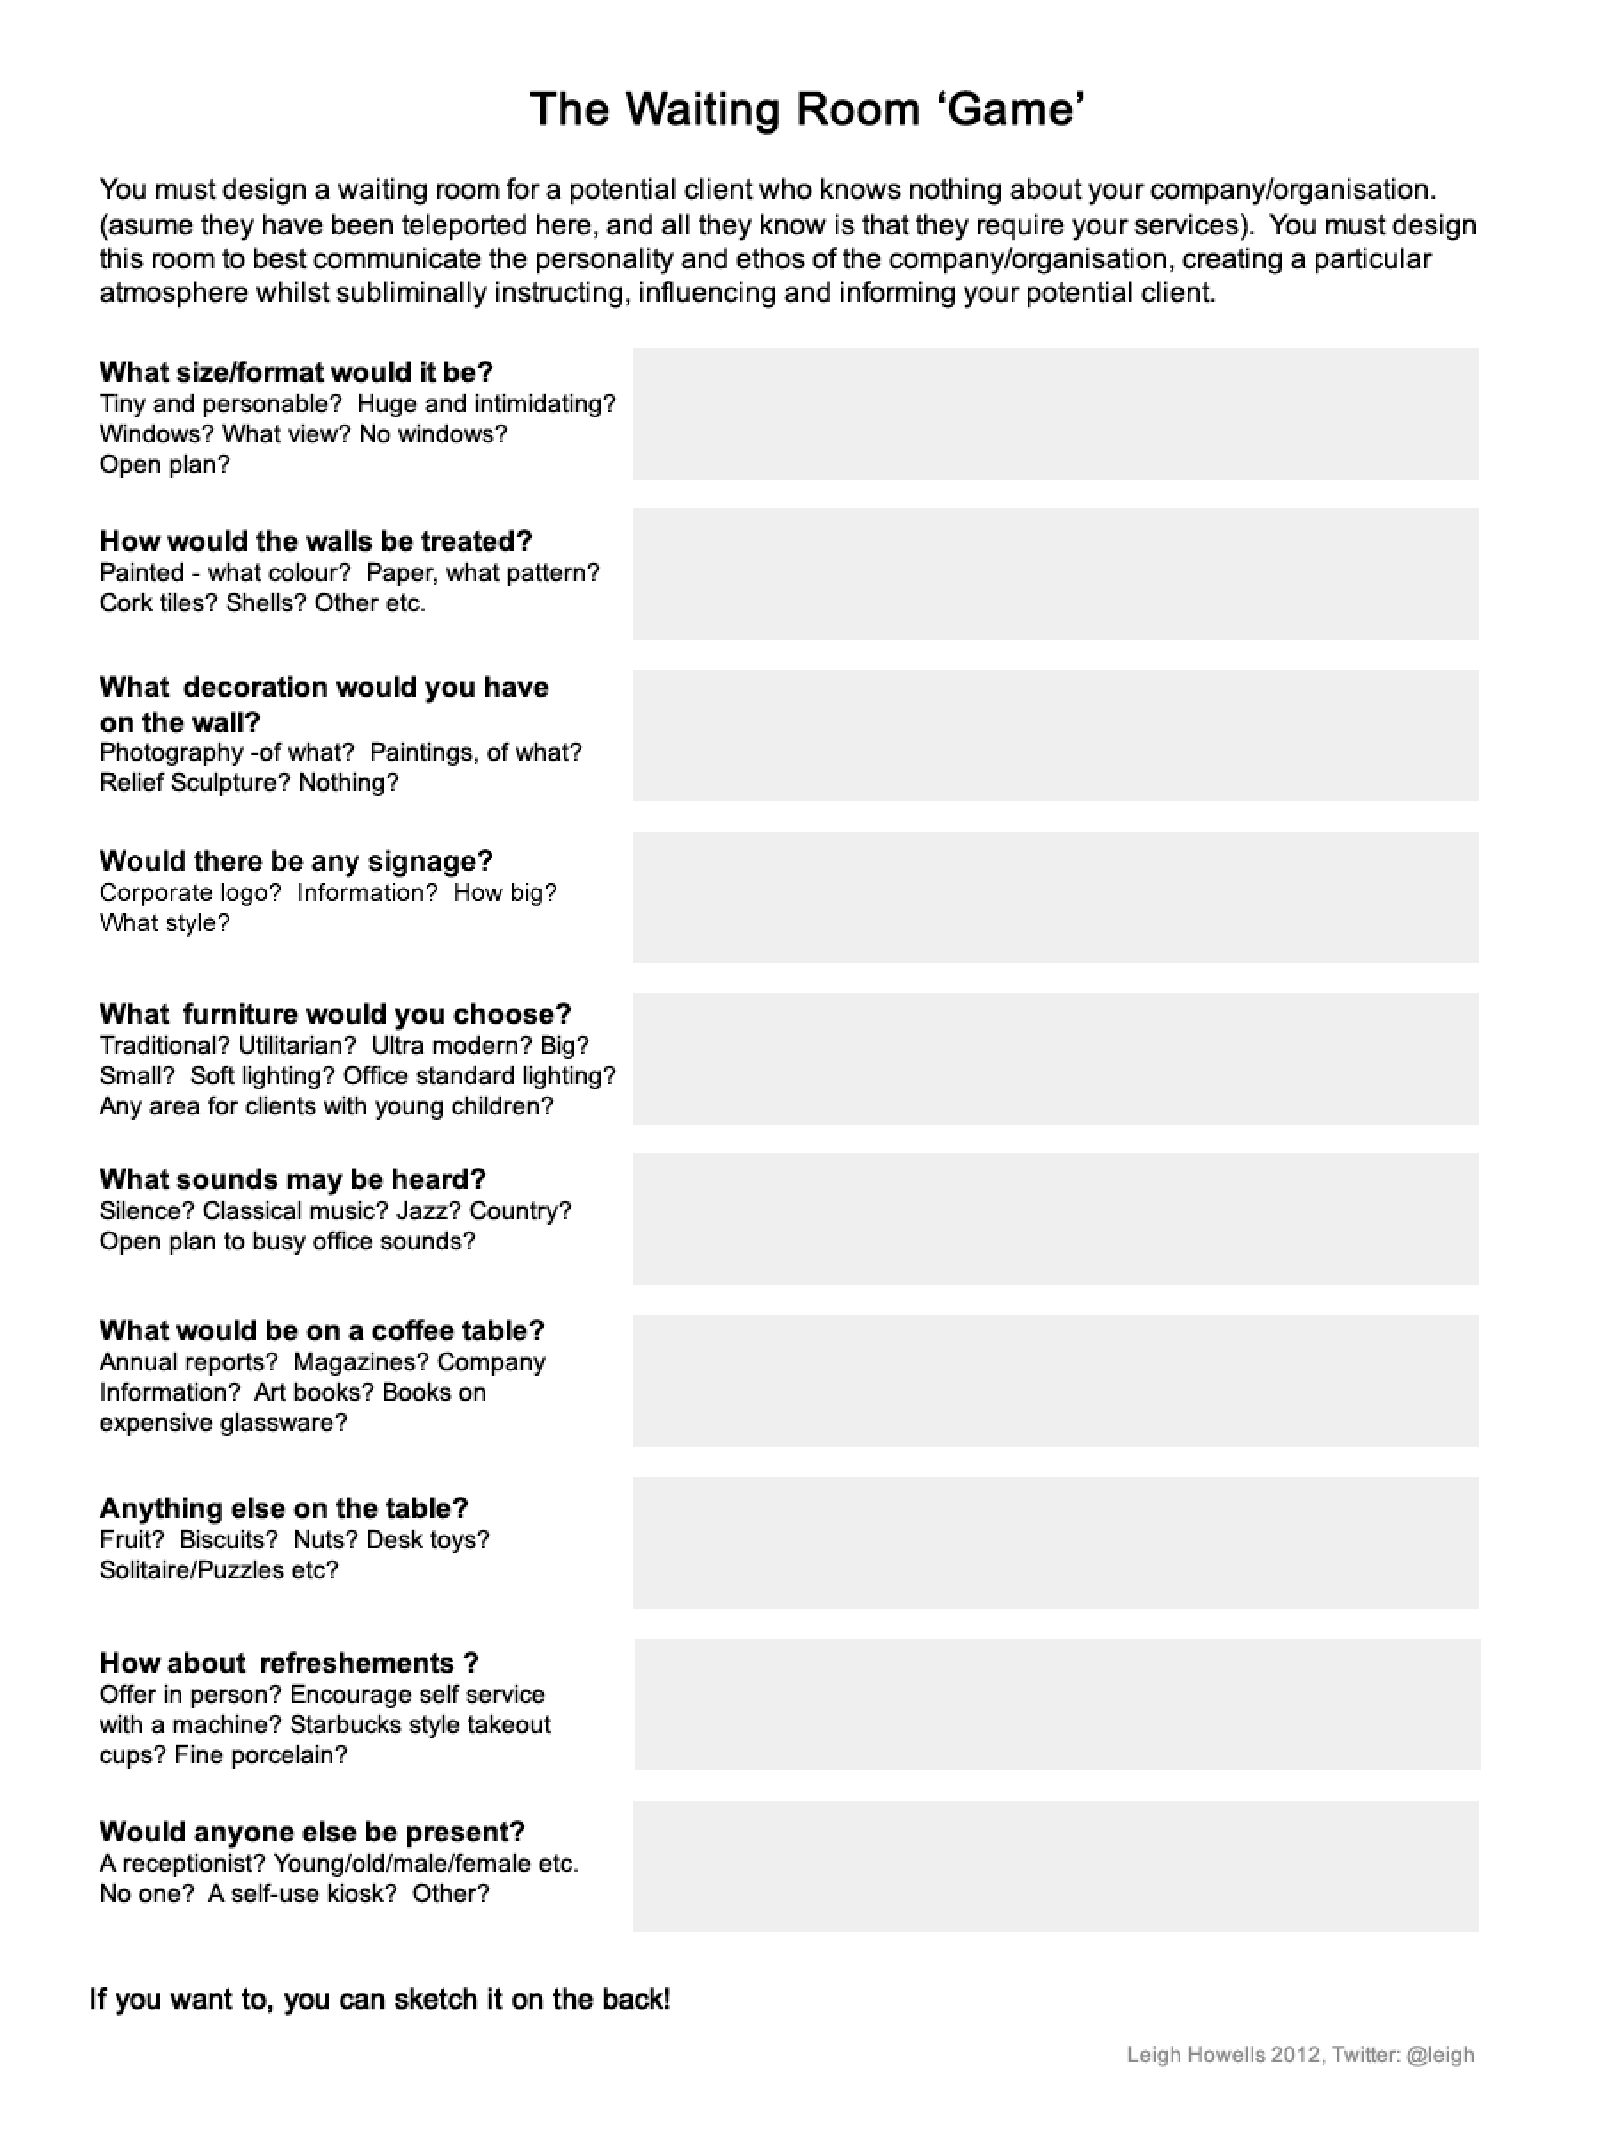 The Waiting Room ‘Game’
You must design a waiting room for a potential client who knows nothing about your company/organisation.
(asume they have been teleported here, and all they know is that they require your services).  You must design
this room to best communicate the personality and ethos of the company/organisation, creating a particular
atmosphere whilst subliminally instructing, influencing and informing your potential client.
What size/format would it be?
Tiny and personable?  Huge and intimidating?
Windows? What view? No windows?
Open plan?
How would the walls be treated?
Painted - what colour?  Paper, what pattern?
Cork tiles? Shells? Other etc.
What  decoration would you have
on the wall?
Photography -of what?  Paintings, of what?
Relief Sculpture? Nothing?
Would there be any signage?
Corporate logo?  Information?  How big?
What style?
What  furniture would you choose?
Traditional? Utilitarian?  Ultra modern? Big?
Small?  Soft lighting? Office standard lighting?
Any area for clients with young children?
What sounds may be heard?
Silence? Classical music? Jazz? Country?
Open plan to busy office sounds?
What would be on a coffee table?
Annual reports?  Magazines? Company
Information?  Art books? Books on
expensive glassware?
Anything else on the table?
Fruit?  Biscuits?  Nuts? Desk toys?
Solitaire/Puzzles etc?
How about  refreshements ?
Offer in person? Encourage self service
with a machine? Starbucks style takeout
cups? Fine porcelain?
Would anyone else be present?
A receptionist? Young/old/male/female etc.
No one?  A self-use kiosk?  Other?
If you want to, you can sketch it on the back!
Leigh Howells 2012, Twitter: @leigh